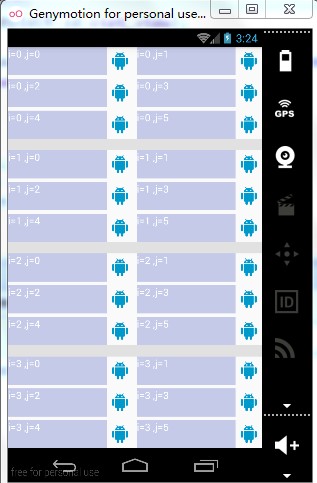 Genymotion for personal use...
3:24
i=0 ,j=0 i=0 ,j=1
GPS
i=0 ,j=2 i=0 ,j=3
i=0 ,j=4 i=0 ,j=5
i=1 ,j=0 i=1 ,j=1
i=1 ,j=2 i=1 ,j=3
i=1 ,j=4 i=1 ,j=5
i=2 ,j=0 i=2 ,j=1
i=2 ,j=2 i=2 ,j=3
ID
i=2 ,j=4 i=2 ,j=5
i=3 ,j=0 i=3 ,j=1
i=3 ,j=2 i=3 ,j=3
i=3 ,j=4 i=3 ,j=5
free for personal use